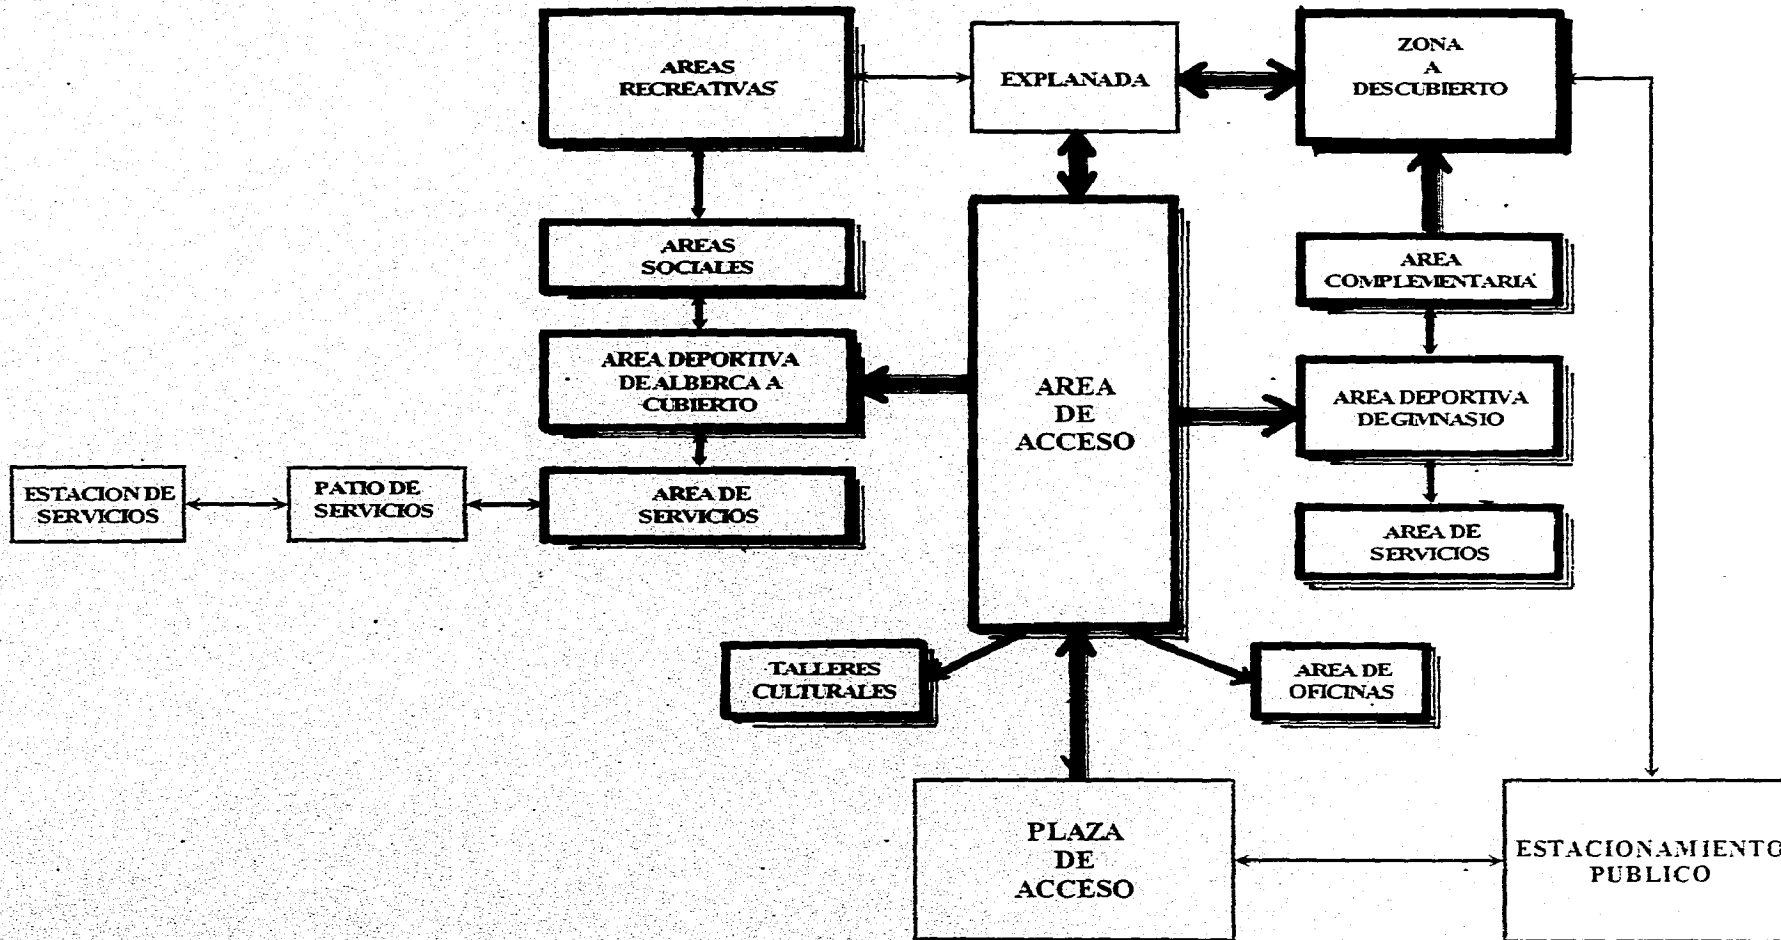 AREAS
RECREATIVAS
EXPLANADA
ZONA
A
DESCUBIERTO
AREAS
SOCIALES
AREA
COMPLEMENTARIA
AREA DEPORTIVA
DE ALBERCA A
CUBIERTO
AREA
DE
ACCESO
AREA DEPORTIVA
DE GIMNASIO
ESTACION DE
SERVICIOS
PATIO DE
SERVICIOS
AREA DE
SERVICIOS
AREA DE
SERVICIOS
TALLERES
CULTURALES
AREA DE
OFICINAS
PLAZA
DE
ACCESO
ESTACIONAMIENTO
PUBLICO